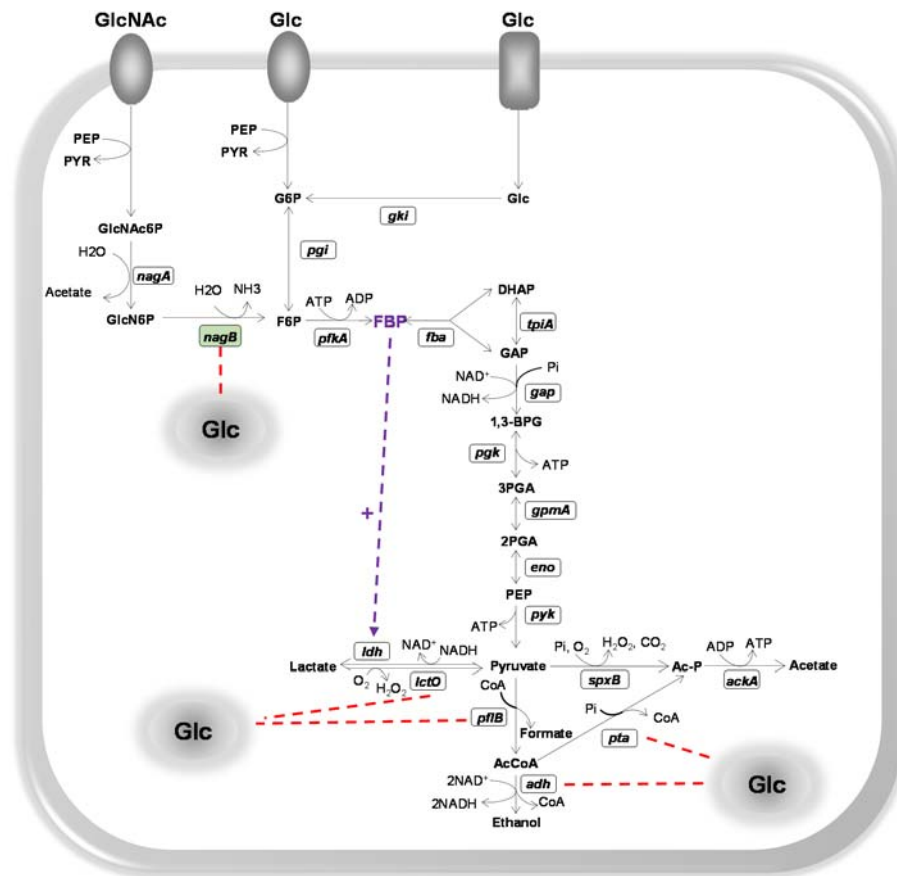 GlcNAc Glc Glc
PEP PEP
PYR PYR
G6P Glc
gki
GlcNAc6P
H2O pgi
nagA
Acetate DHAP
H2O NH3 ATP ADP
GlcN6P F6P FBP tpiA
nagB pfkA fba
GAP
NAD⁺ Pi
gap
NADH
Glc 1,3-BPG
pgk
ATP
3PGA
+ gpmA
2PGA
eno
PEP
pyk
ATP
ldh NAD⁺ NADH Pi, O₂ H₂O₂, CO₂ ADP ATP
Lactate Pyruvate Ac-P Acetate
O₂ H₂O₂ lctO spxB ackA
CoA
Glc pflB Pi CoA
Formate pta
AcCoA
2NAD⁺ adh Glc
2NADH CoA
Ethanol